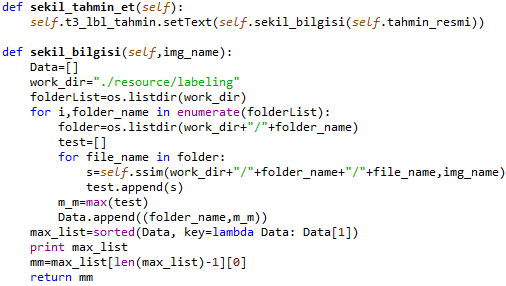 def sekil_tahmin_et(self):
    self.t3_lbl_tahmin.setText(self.sekil_bilgisi(self.tahmin_resmi))

def sekil_bilgisi(self,img_name):
    Data=[]
    work_dir="./resource/labeling"
    folderList=os.listdir(work_dir)
    for i,folder_name in enumerate(folderList):
        folder=os.listdir(work_dir+"/"+folder_name)
        test=[]
        for file_name in folder:
            s=self.ssim(work_dir+"/"+folder_name+"/"+file_name,img_name)
            test.append(s)
        m_m=max(test)
        Data.append((folder_name,m_m))
    max_list=sorted(Data, key=lambda Data: Data[1])
    print max_list
    mm=max_list[len(max_list)-1][0]
    return mm